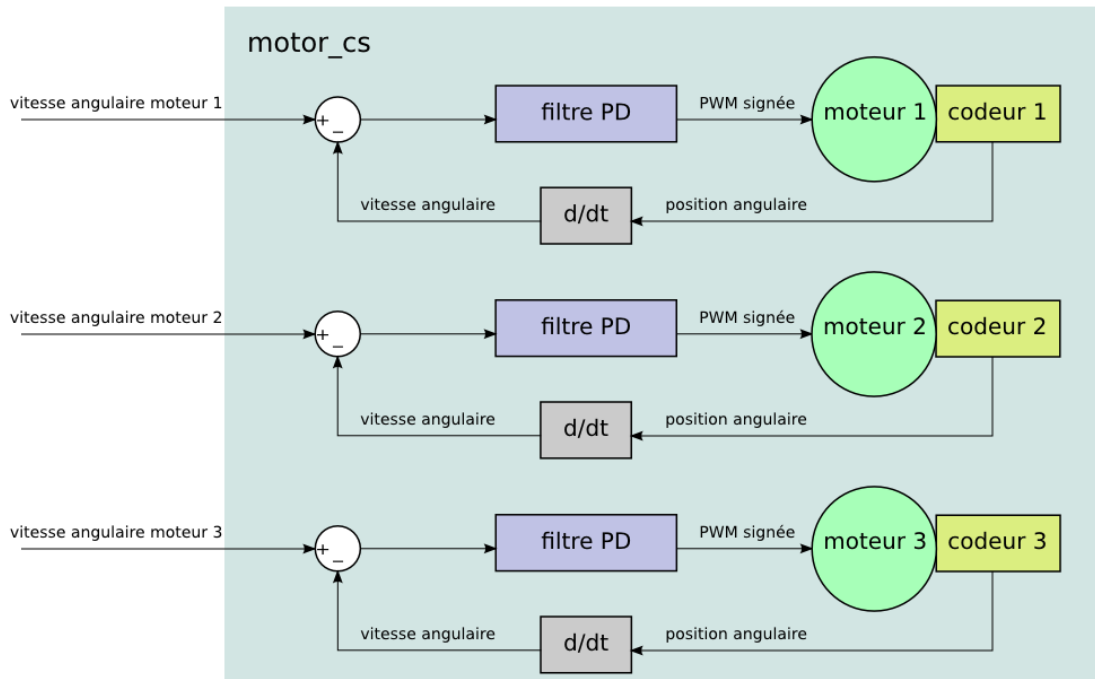 motor_cs
vitesse angulaire moteur 1
+
_
filtre PD
PWM signée
moteur 1
codeur 1
vitesse angulaire
d/dt
position angulaire
vitesse angulaire moteur 2
+
_
filtre PD
PWM signée
moteur 2
codeur 2
vitesse angulaire
d/dt
position angulaire
vitesse angulaire moteur 3
+
_
filtre PD
PWM signée
moteur 3
codeur 3
vitesse angulaire
d/dt
position angulaire